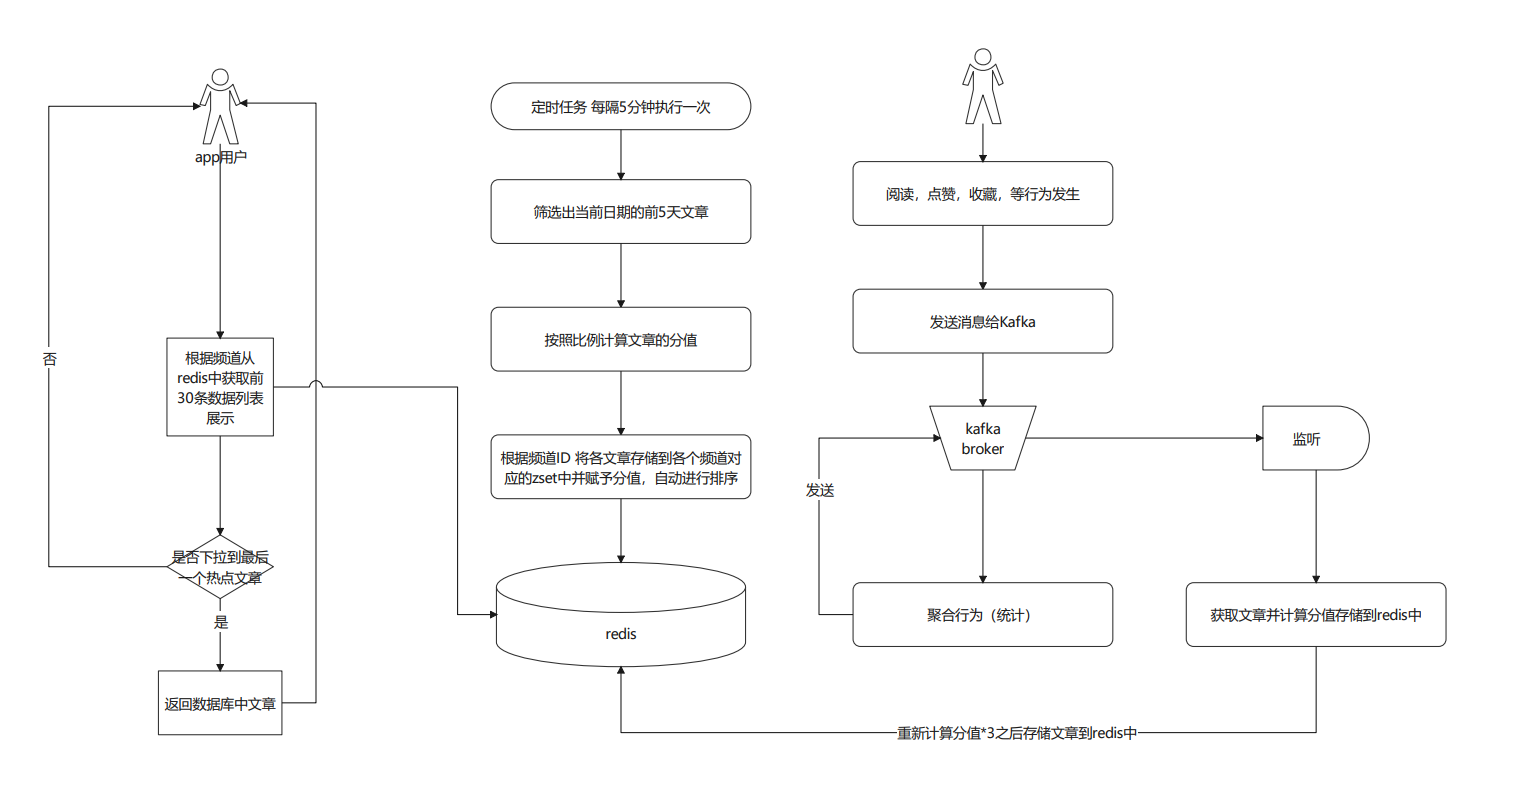 app用户
否
根据频道从
redis中获取前
30条数据列表
展示
是否下拉到最后
一个热点文章
是
返回数据库中文章
定时任务 每隔5分钟执行一次
筛选出当前日期的前5天文章
按照比例计算文章的分值
根据频道ID 将各文章存储到各个频道对
应的zset中并赋予分值，自动进行排序
redis
阅读，点赞，收藏，等行为发生
发送消息给Kafka
kafka
broker
监听
发送
聚合行为（统计）
获取文章并计算分值存储到redis中
重新计算分值*3之后存储文章到redis中